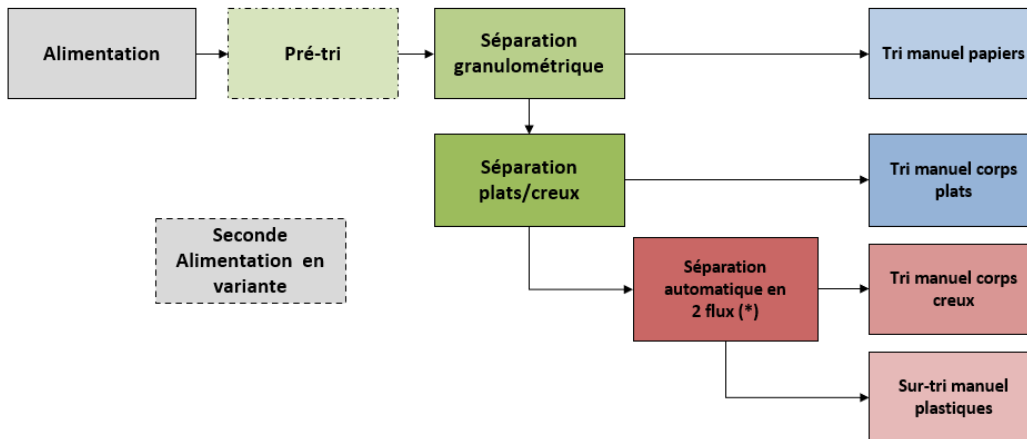 Alimentation
Pré-tri
Séparation
granulométrique
Tri manuel papiers
Séparation
plats/creux
Tri manuel corps
plats
Seconde
Alimentation en
variante
Séparation
automatique en
2 flux (*)
Tri manuel corps
creux
Sur-tri manuel
plastiques